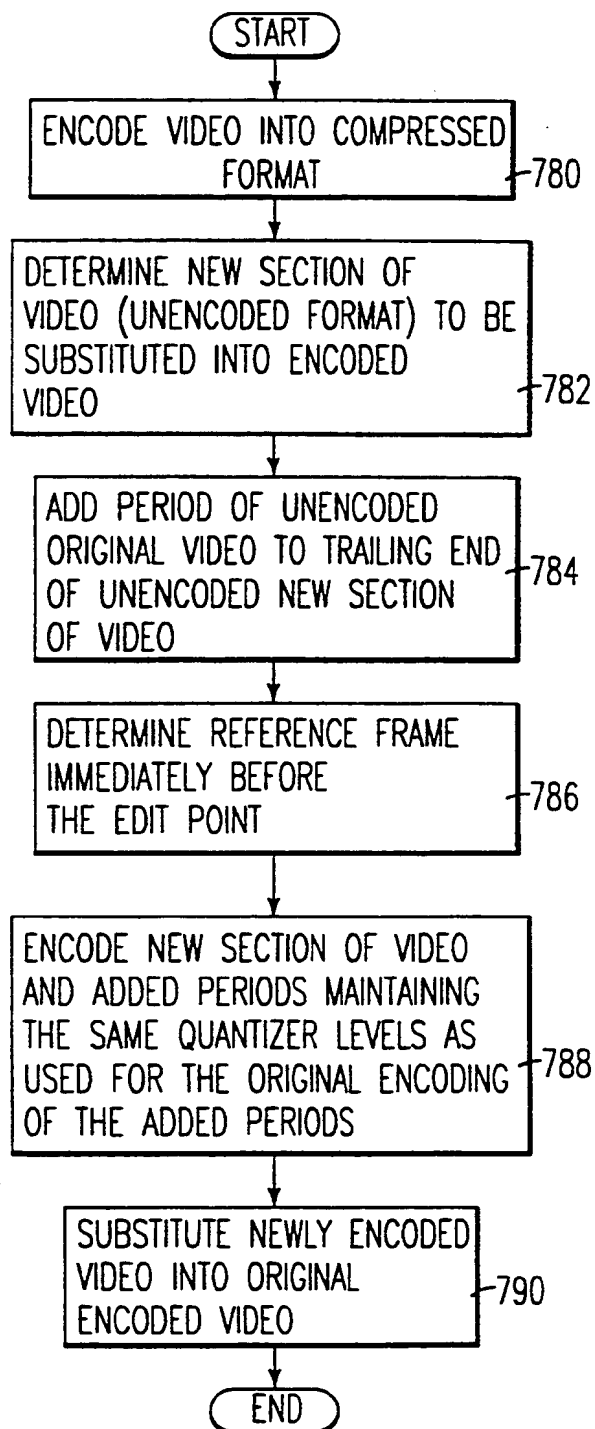 START
ENCODE VIDEO INTO COMPRESSED
FORMAT
780
DETERMINE NEW SECTION OF
VIDEO (UNENCODED FORMAT) TO BE
SUBSTITUTED INTO ENCODED
VIDEO
782
ADD PERIOD OF UNENCODED
ORIGINAL VIDEO TO TRAILING END
OF UNENCODED NEW SECTION
OF VIDEO
784
DETERMINE REFERENCE FRAME
IMMEDIATELY BEFORE
THE EDIT POINT
786
ENCODE NEW SECTION OF VIDEO
AND ADDED PERIODS MAINTAINING
THE SAME QUANTIZER LEVELS AS
USED FOR THE ORIGINAL ENCODING
OF THE ADDED PERIODS
788
SUBSTITUTE NEWLY ENCODED
VIDEO INTO ORIGINAL
ENCODED VIDEO
790
END